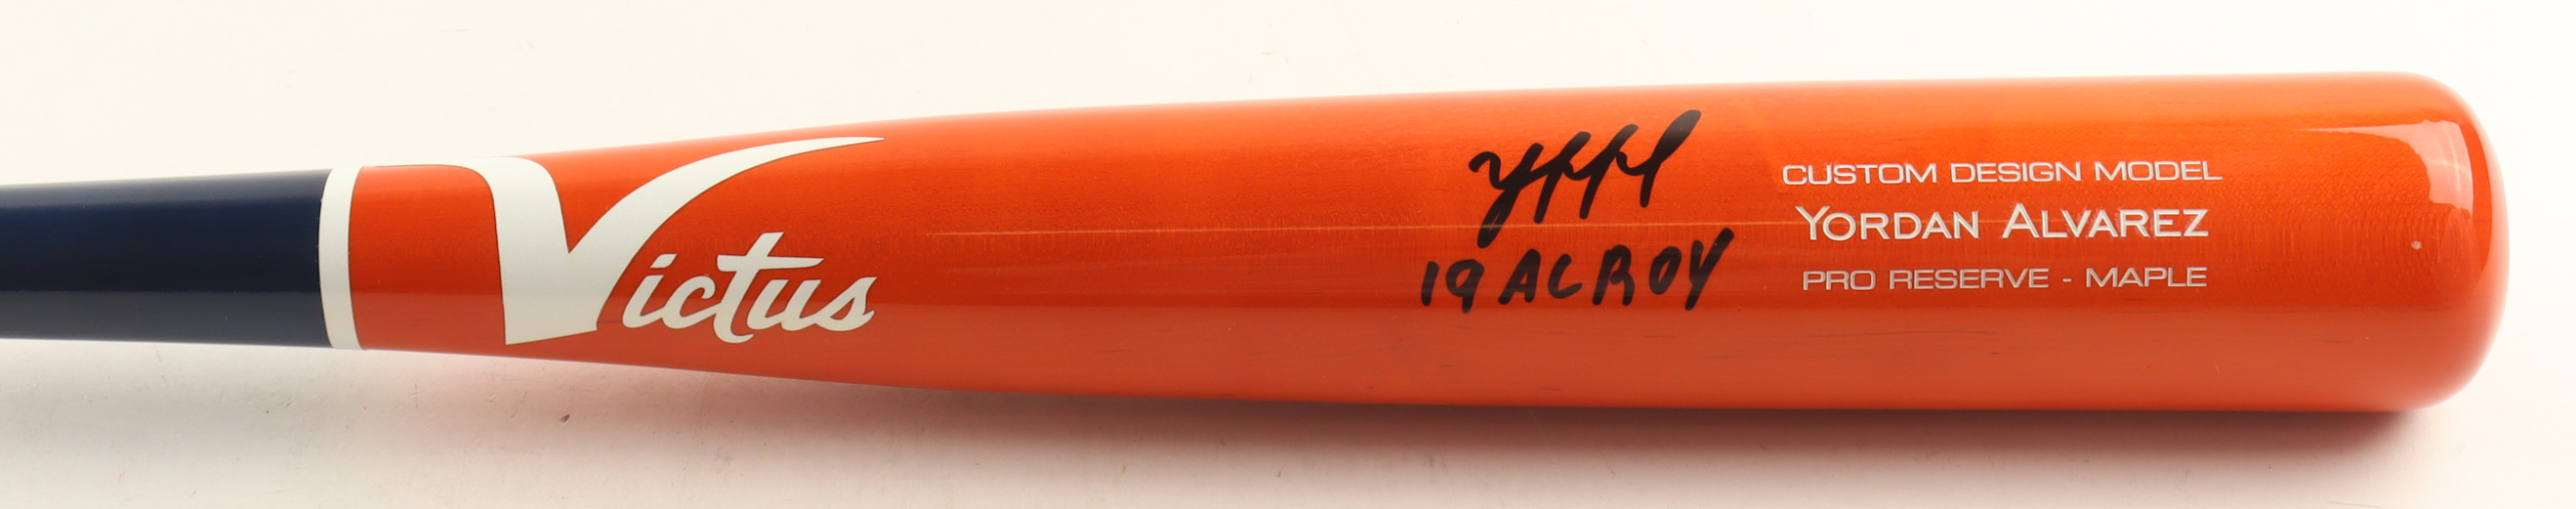 Victus
19 AL ROY
CUSTOM DESIGN MODEL
YORDAN ALVAREZ
PRO RESERVE - MAPLE